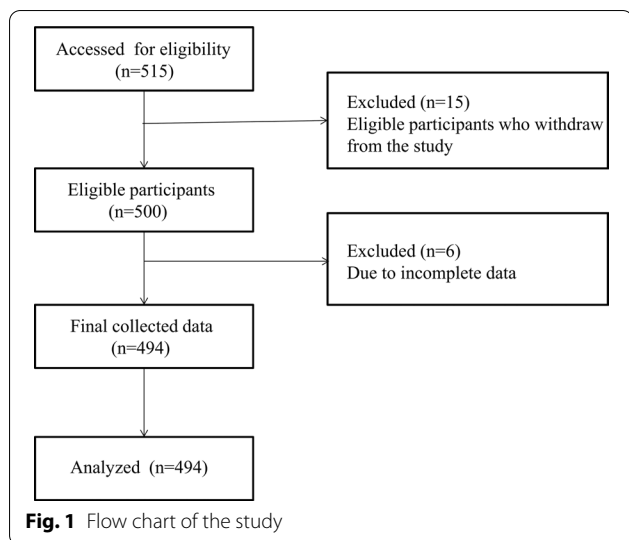 Accessed for eligibility
(n=515)
Excluded (n=15)
Eligible participants who withdraw
from the study
Eligible participants
(n=500)
Excluded (n=6)
Due to incomplete data
Final collected data
(n=494)
Analyzed (n=494)
Fig. 1 Flow chart of the study